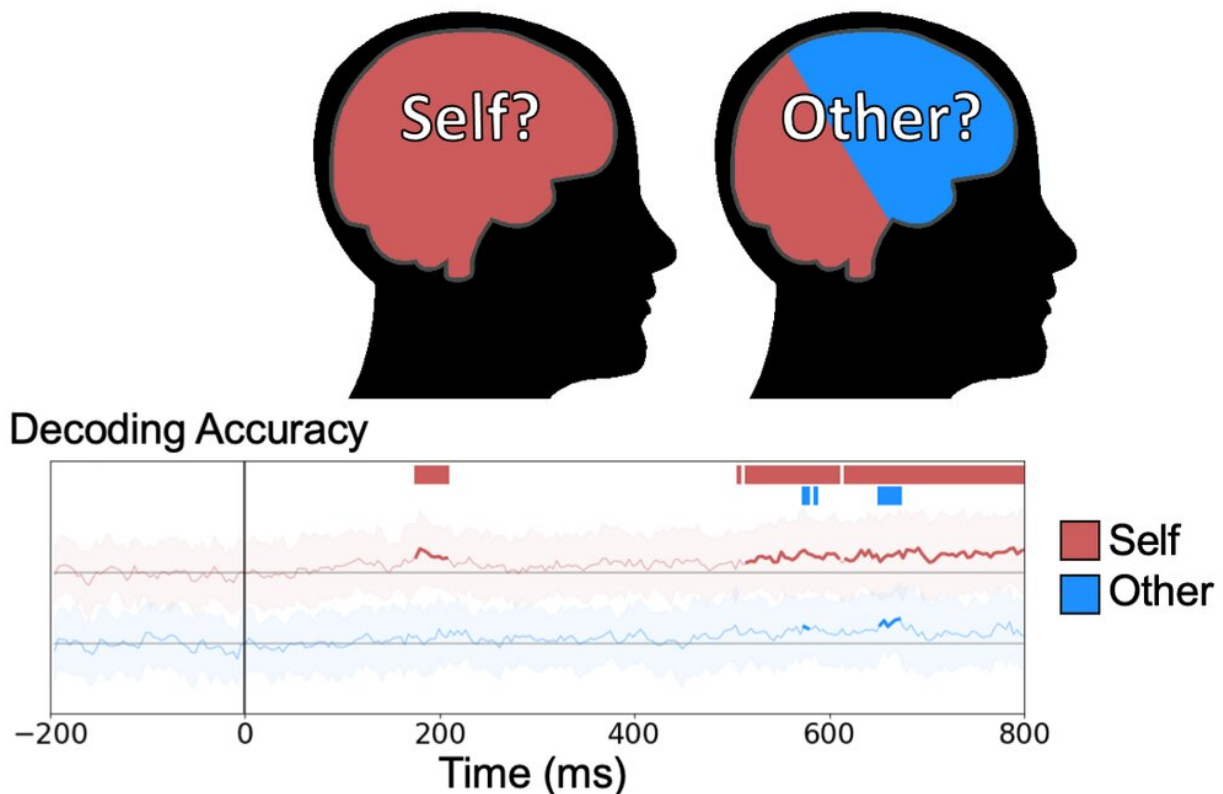 Self?
Other?
Decoding Accuracy
Self
Other
−200 0 200 400 600 800
Time (ms)